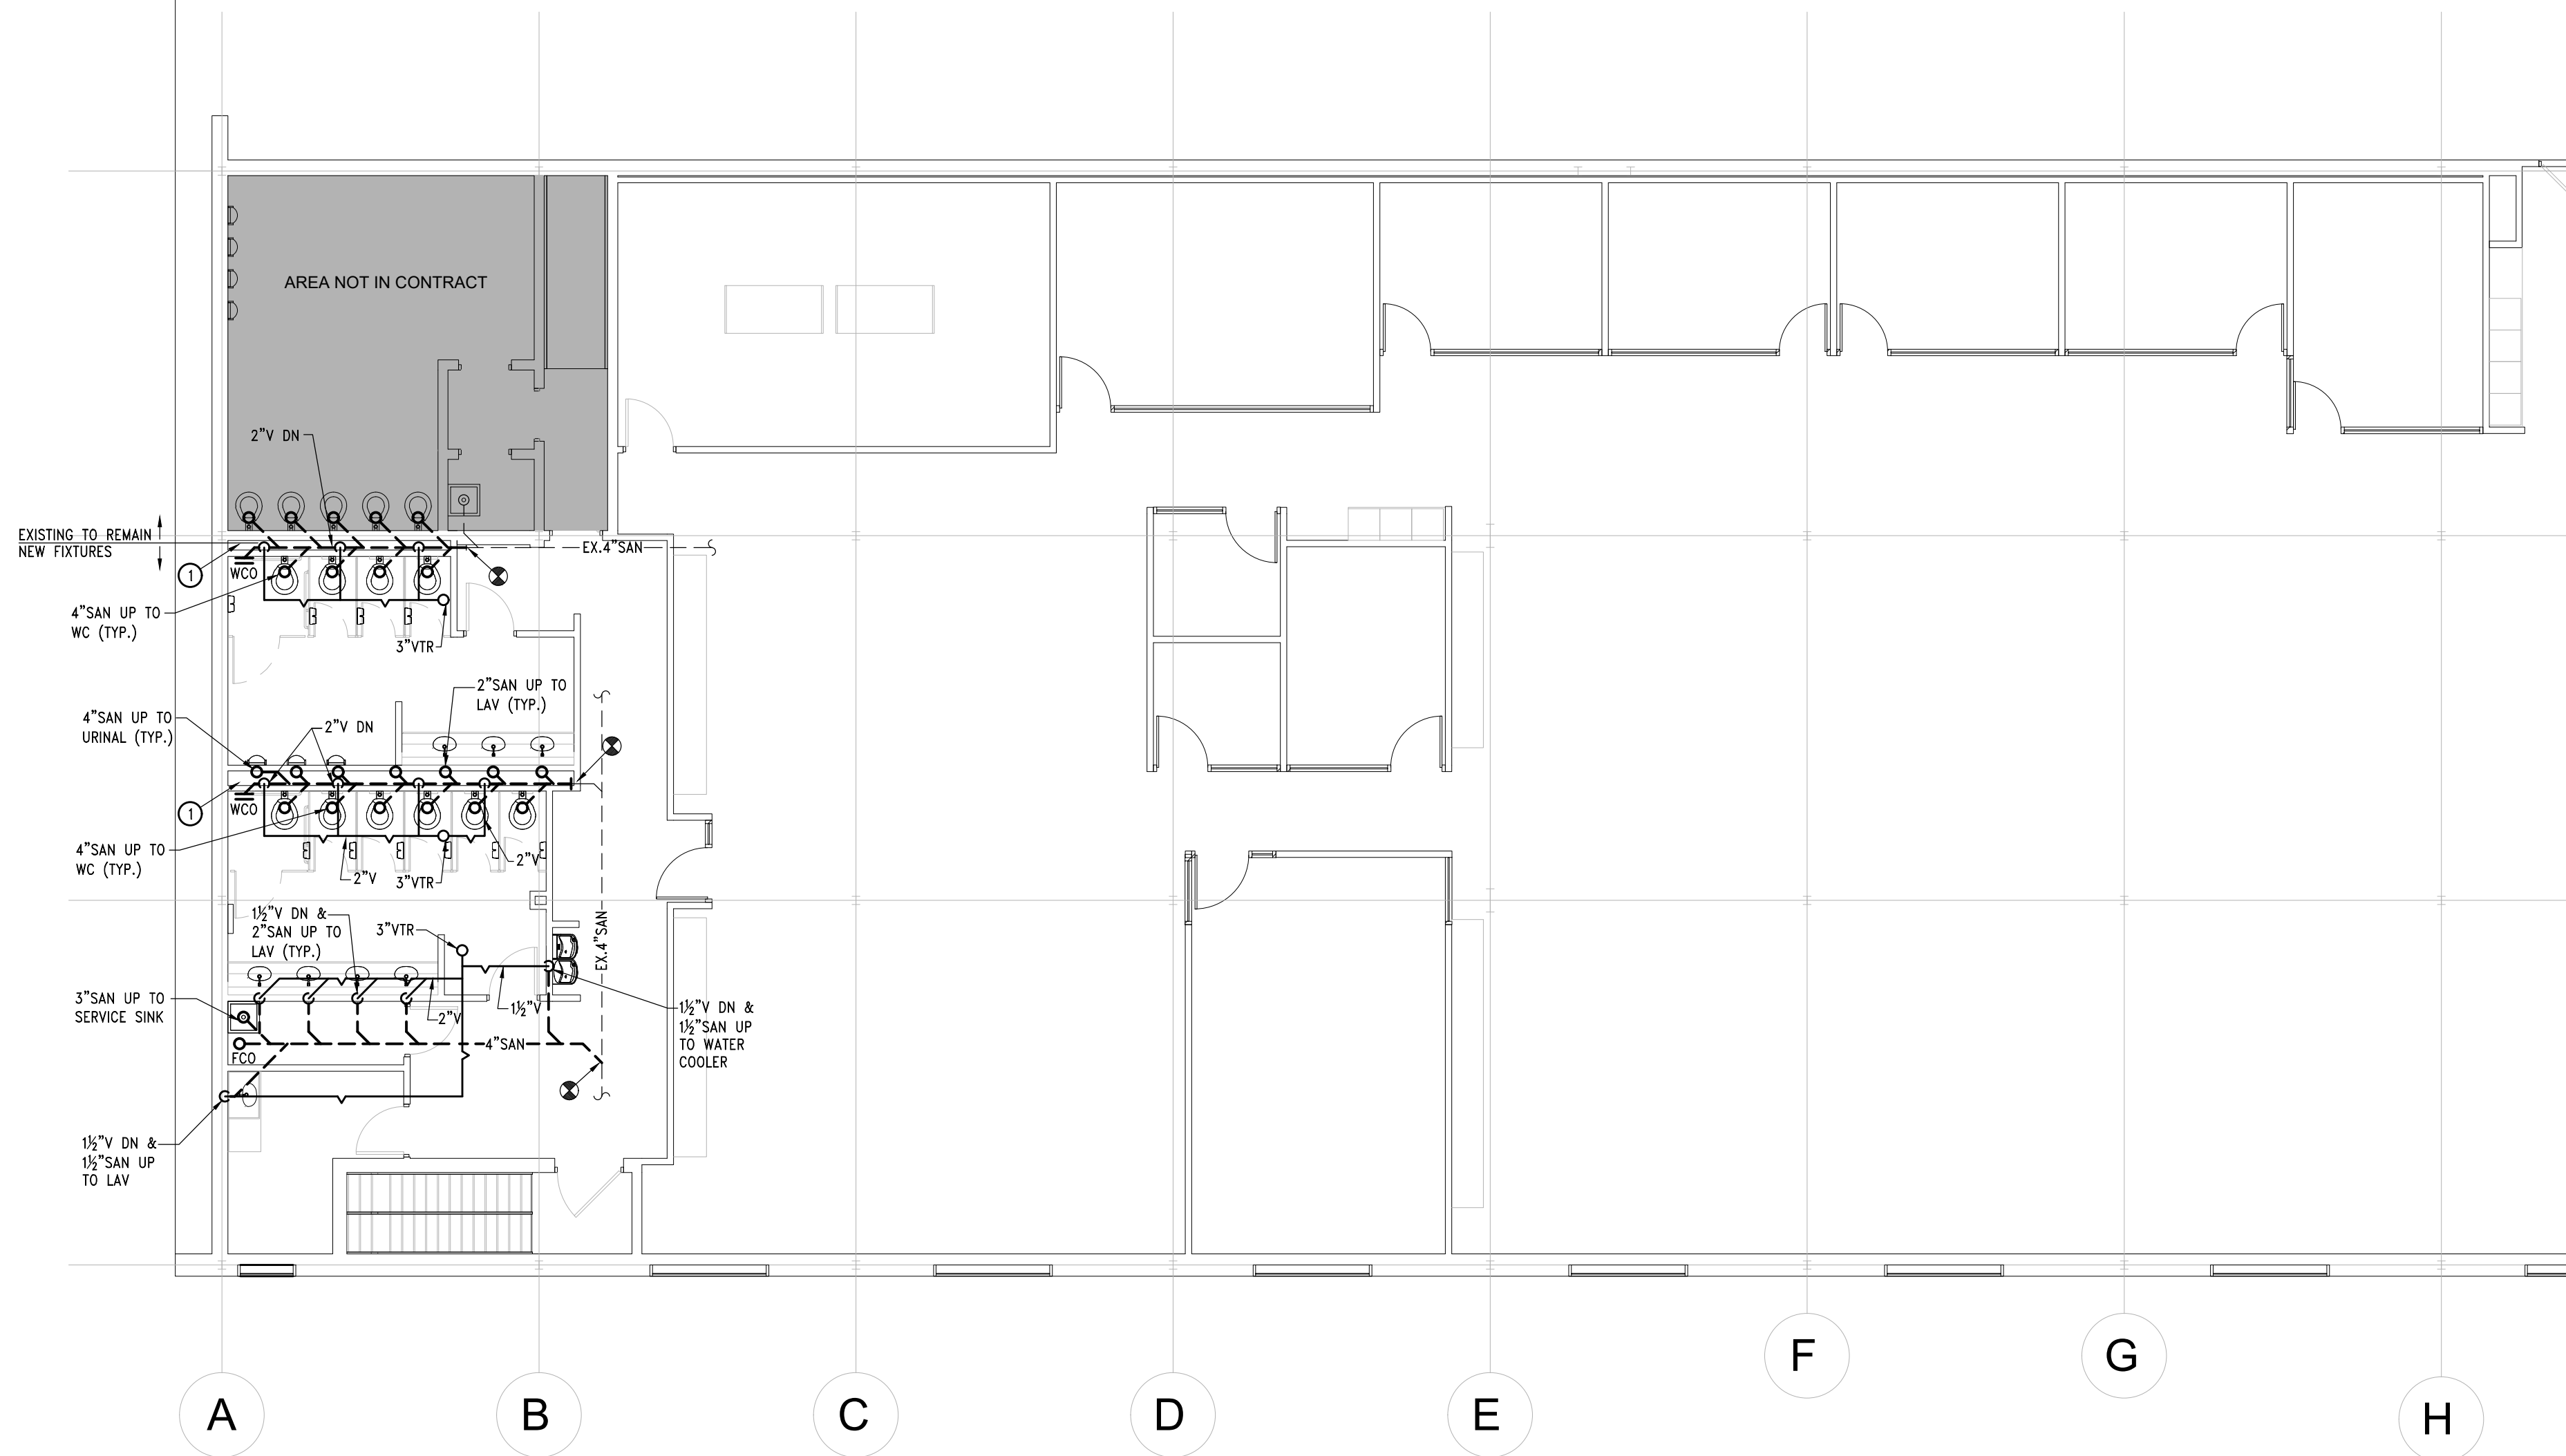 AREA NOT IN CONTRACT
2"V DN
EXISTING TO REMAIN
NEW FIXTURES
EX.4"SAN
1
WCO
4"SAN UP TO
WC (TYP.)
3"VTR
2"SAN UP TO
LAV (TYP.)
4"SAN UP TO
URINAL (TYP.)
2"V DN
1
WCO
4"SAN UP TO
WC (TYP.)
2"V
2"V
3"VTR
1½"V DN &
2"SAN UP TO
LAV (TYP.)
3"VTR
EX.4"SAN
3"SAN UP TO
SERVICE SINK
2"V
1½"V
1½"V DN &
1½"SAN UP
TO WATER
COOLER
4"SAN
FCO
1½"V DN &
1½"SAN UP
TO LAV
A
B
C
D
E
F
G
H